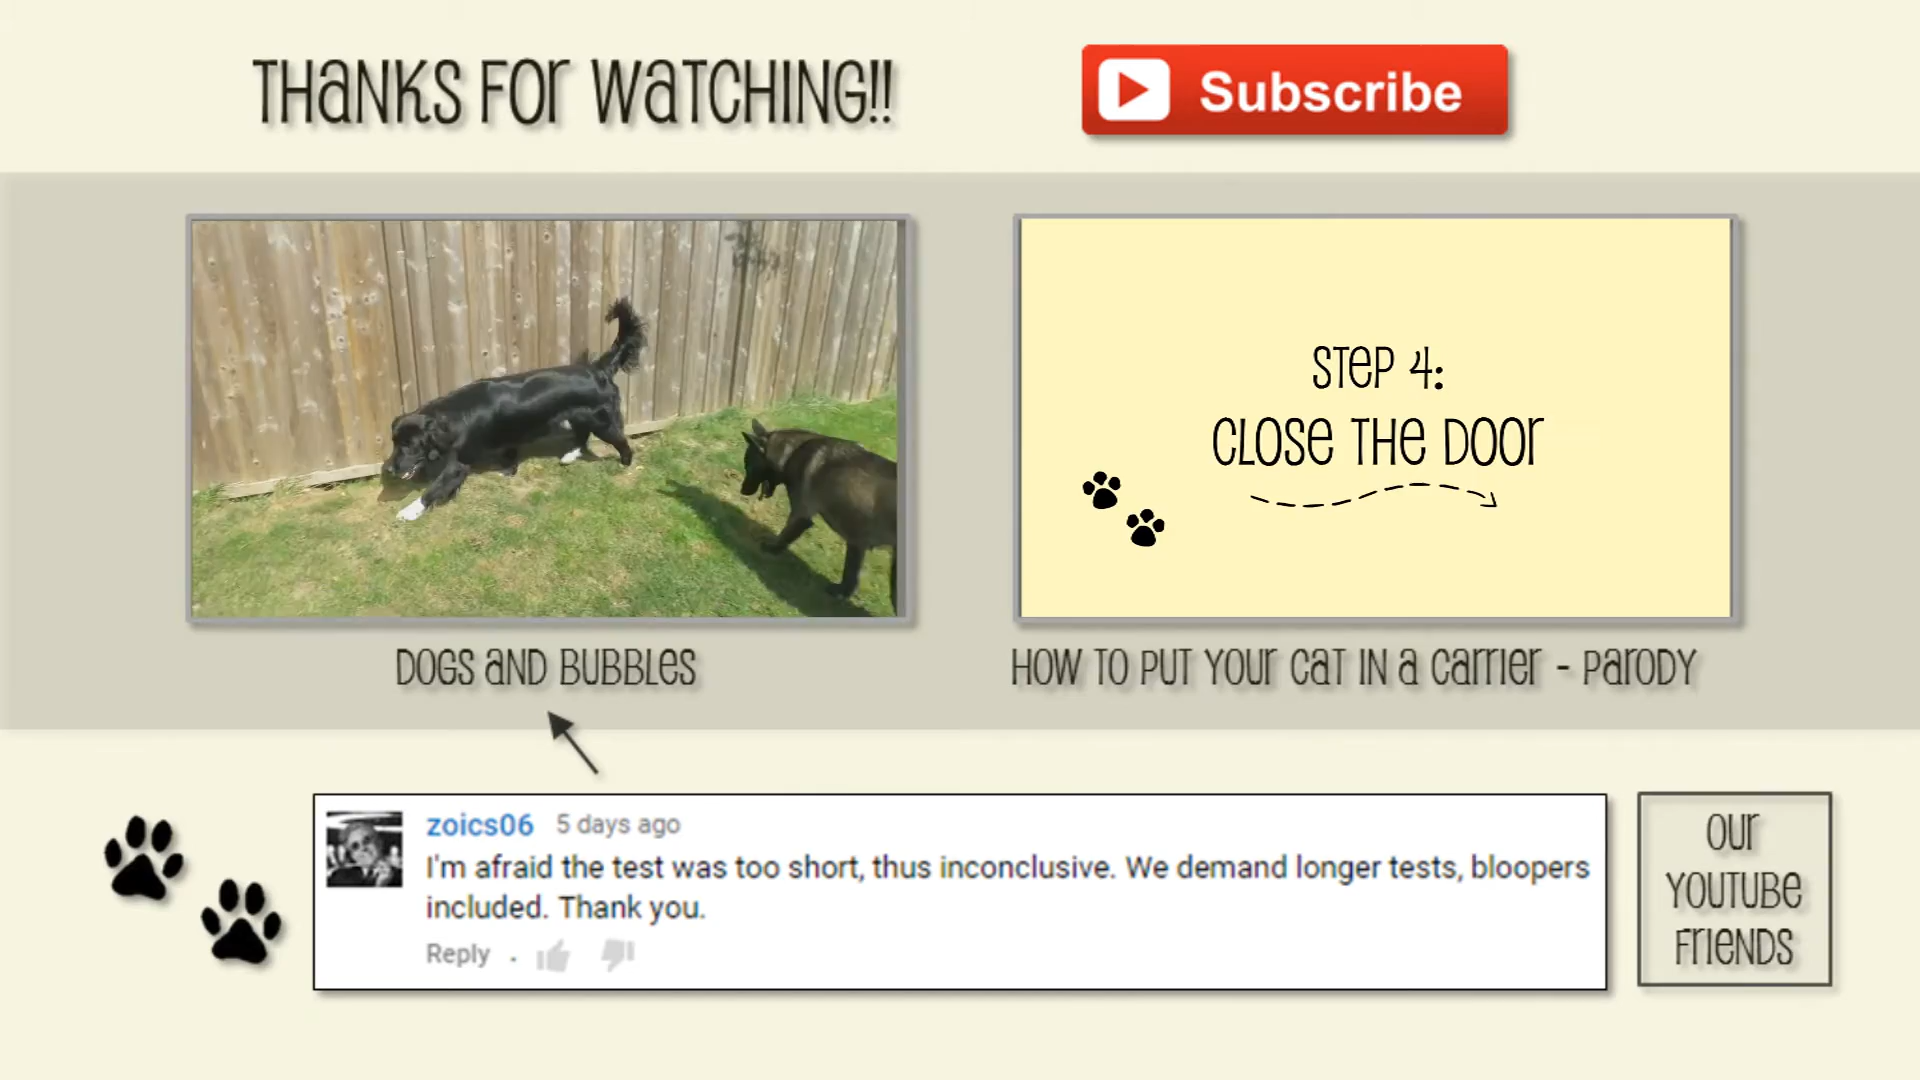 THANKS FOR WATCHING!!
Subscribe
STEP 4:
CLOSE THE DOOR
DOGS AND BUBBLES
HOW TO PUT YOUR CAT IN A CARRIER - PARODY
zoics06 5 days ago
I'm afraid the test was too short, thus inconclusive. We demand longer tests, bloopers
included. Thank you.
Reply .
OUR
YOUTUBE
FRIENDS